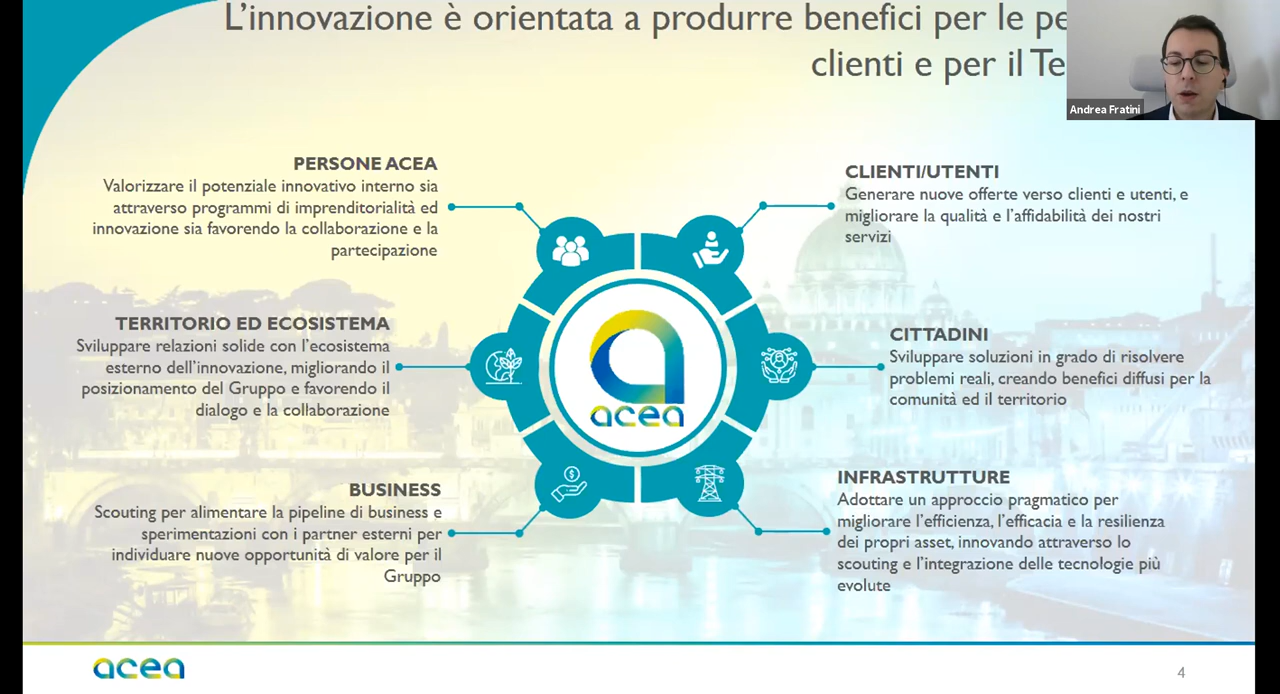 L’innovazione è orientata a produrre benefici per le
clienti e per il
Andrea Fratini
PERSONE ACEA
Valorizzare il potenziale innovativo interno sia
attraverso programmi di imprenditorialità ed
innovazione sia favorendo la collaborazione e la
partecipazione
TERRITORIO ED ECOSISTEMA
Sviluppare relazioni solide con l’ecosistema
esterno dell’innovazione, migliorando il
posizionamento del Gruppo e favorendo il
dialogo e la collaborazione
BUSINESS
Scouting per alimentare la pipeline di business e
sperimentazioni con i partner esterni per
individuare nuove opportunità di valore per il
Gruppo
acea
CLIENTI/UTENTI
Generare nuove offerte verso clienti e utenti, e
migliorare la qualità e l’affidabilità dei nostri
servizi
CITTADINI
Sviluppare soluzioni in grado di risolvere
problemi reali, creando benefici diffusi per la
comunità ed il territorio
INFRASTRUTTURE
Adottare un approccio pragmatico per
migliorare l’efficienza, l’efficacia e la resilienza
dei propri asset, innovando attraverso lo
scouting e l’integrazione delle tecnologie più
evolute
acea
4